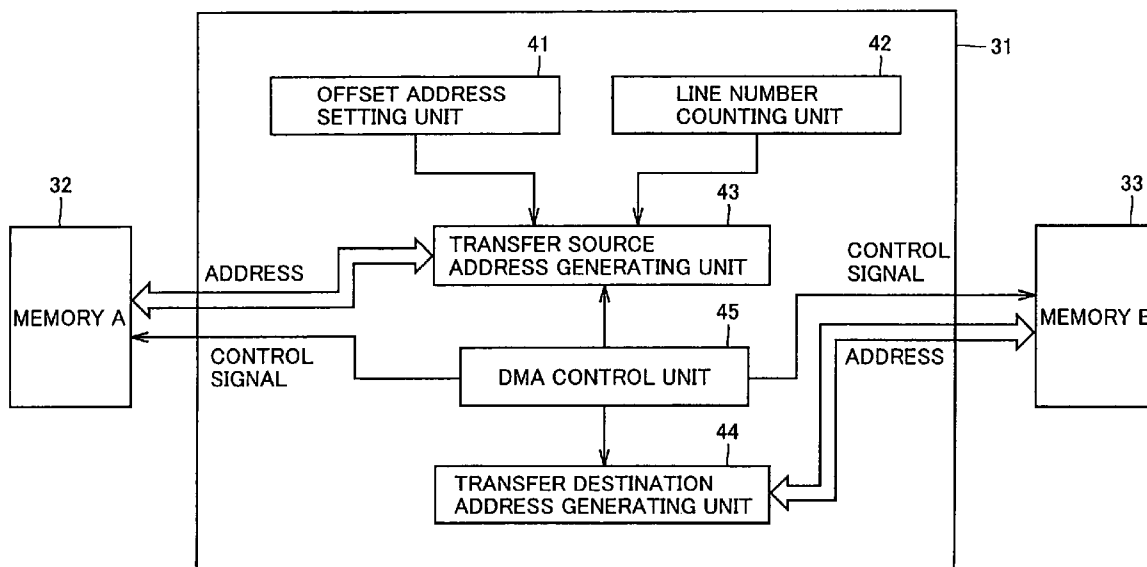 41
42
31
OFFSET ADDRESS
SETTING UNIT
LINE NUMBER
COUNTING UNIT
32
43
33
TRANSFER SOURCE
ADDRESS GENERATING UNIT
CONTROL
SIGNAL
ADDRESS
MEMORY A
45
MEMORY
CONTROL
SIGNAL
DMA CONTROL UNIT
ADDRESS
44
TRANSFER DESTINATION
ADDRESS GENERATING UNIT